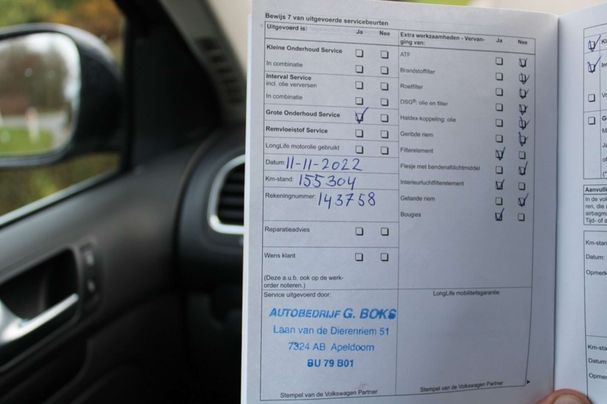 Bewijs 7 van uitgevoerde servicebeurten
Uitgevoerd is: Ja Nee
Kleine Onderhoud Service
In combinatie
Interval Service
incl. olie verversen
In combinatie
Grote Onderhoud Service
Remvloeistof Service
LongLife motorolie gebruikt
Datum: 11-11-2022
Km-stand: 155304
Rekeningnummer: 143758
Reparatieadvies
Wens klant
(Deze a.u.b. ook op de werk-
order noteren.)
Service uitgevoerd door:
AUTOBEDRIJF G. BOKS
Laan van de Dierenriem 51
7324 AB Apeldoorn
BU 79 B01
Stempel van de Volkswagen Partner
Extra werkzaamheden - Vervan-
ging van: Ja Nee
ATF
Brandstoffilter
Roetfilter
DSG®: olie en filter
Haldex-koppeling: olie
Geribde riem
Filterelement
Flesje met bandenafdichtmiddel
Interieurluchtfilterelement
Getande riem
Bougies
LongLife mobiliteitsgarantie
Stempel van de Volkswagen Partner